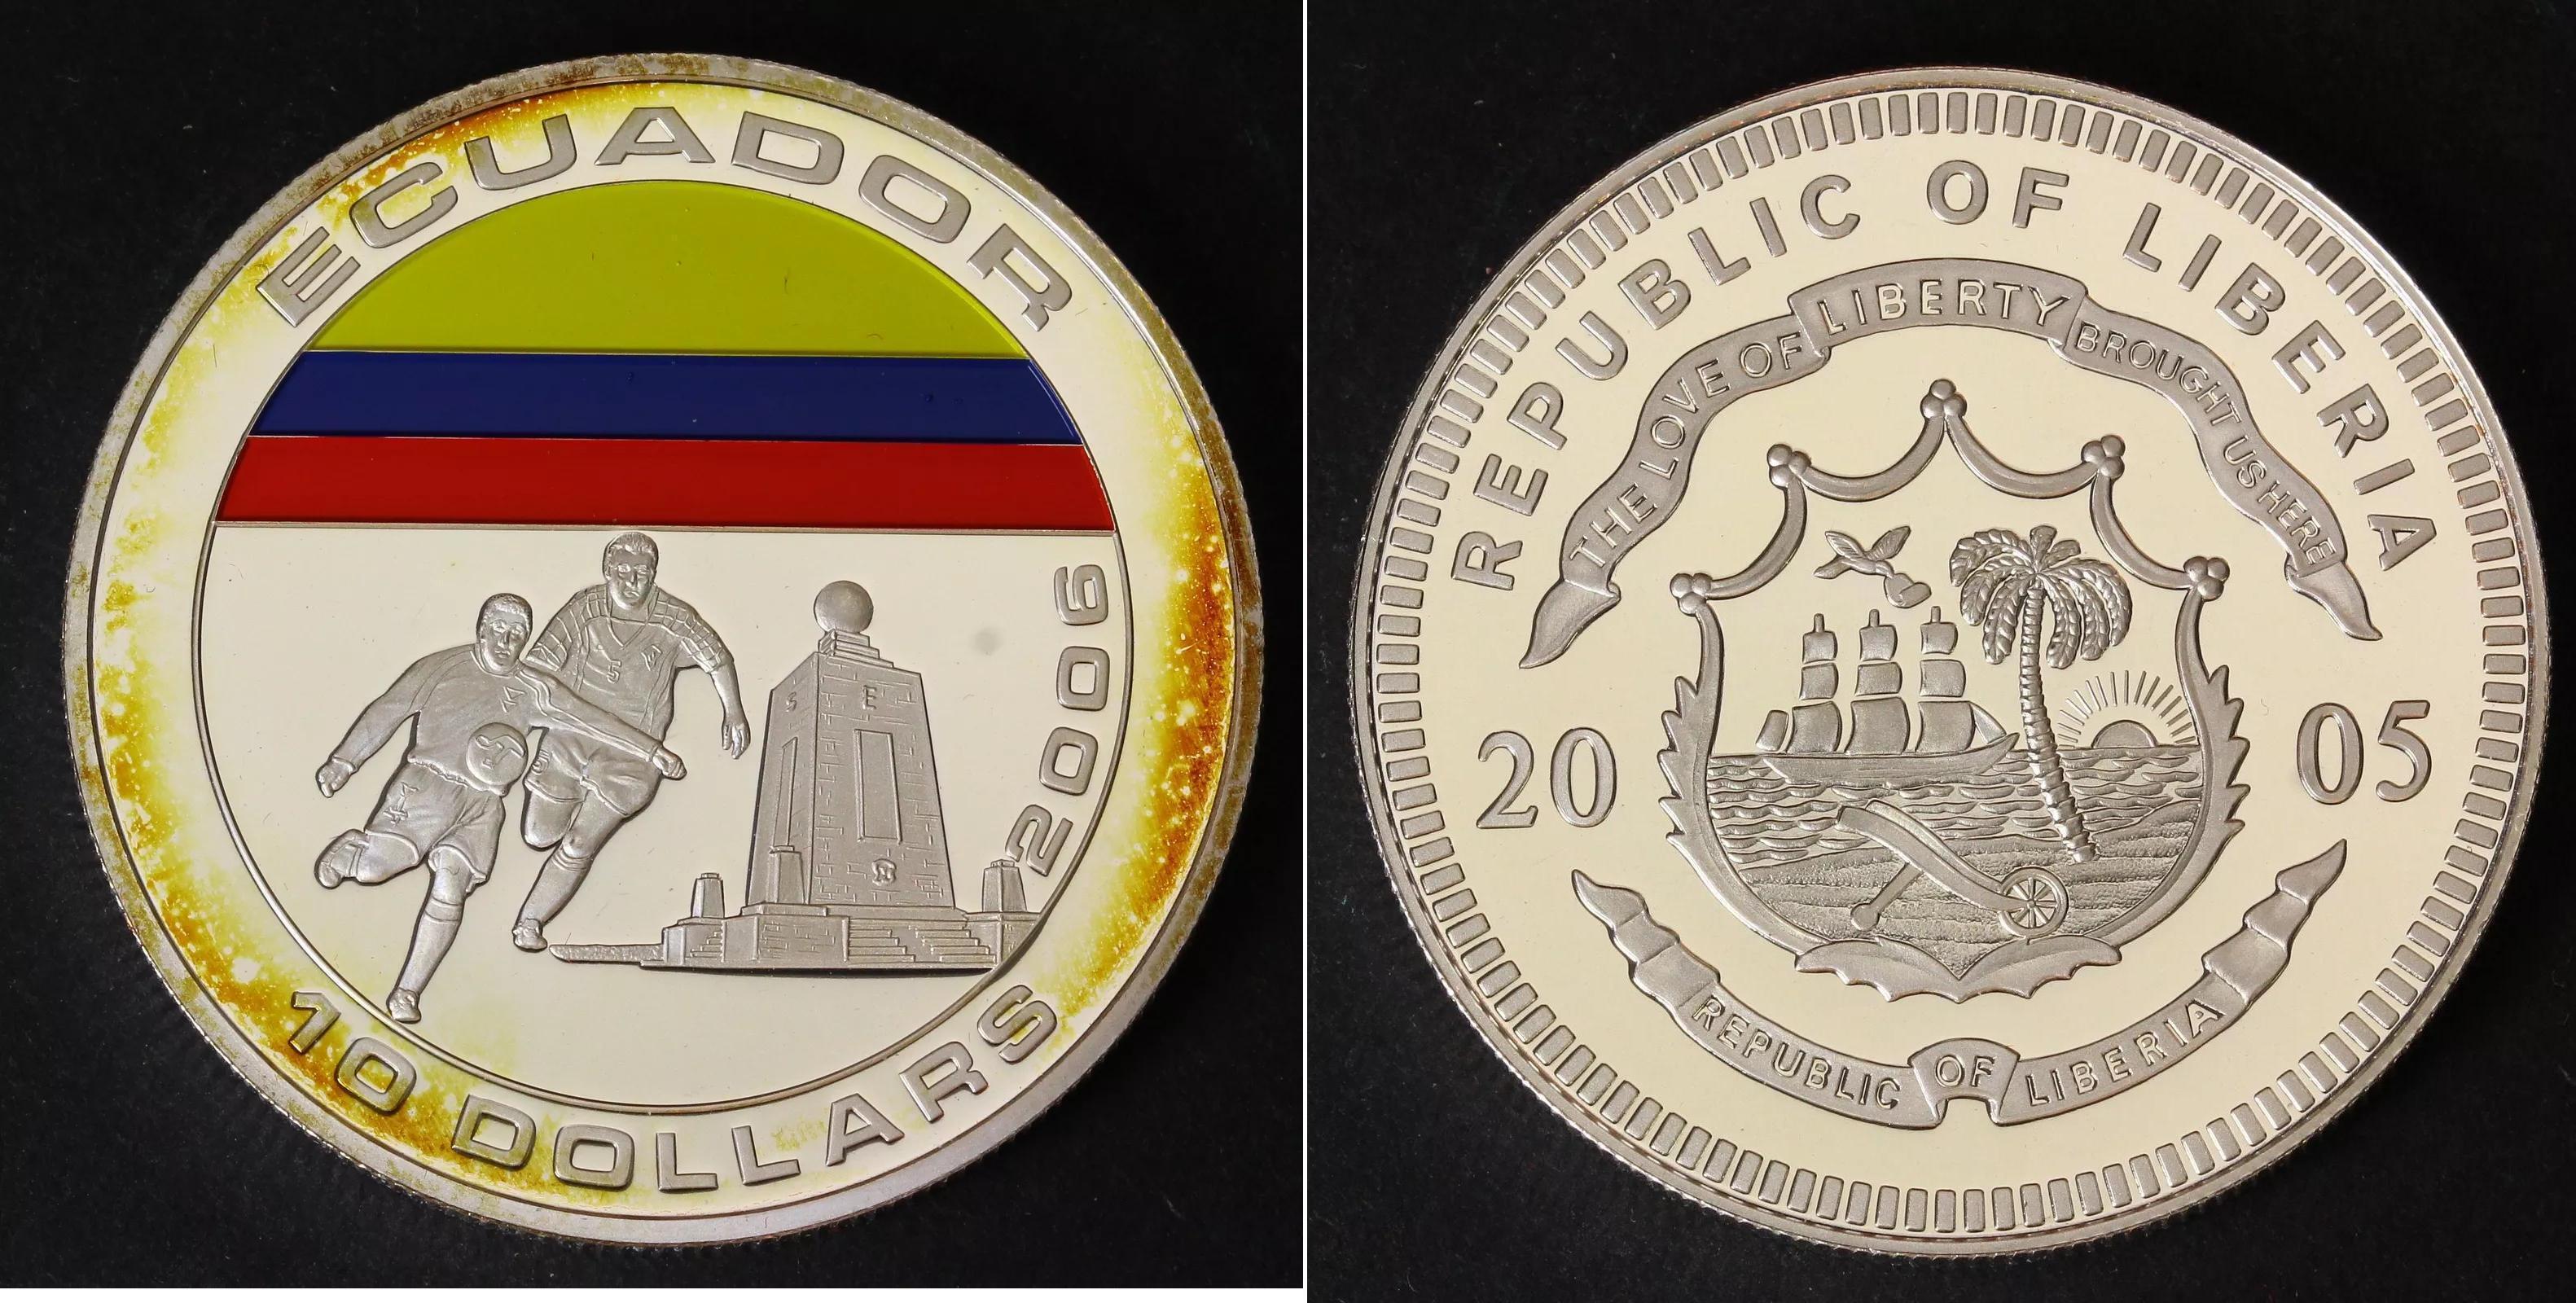 ECUADOR
S E
5
2006
10 DOLLARS
REPUBLIC OF LIBERIA
THE LOVE OF LIBERTY BROUGHT US HERE
20 05
REPUBLIC OF LIBERIA